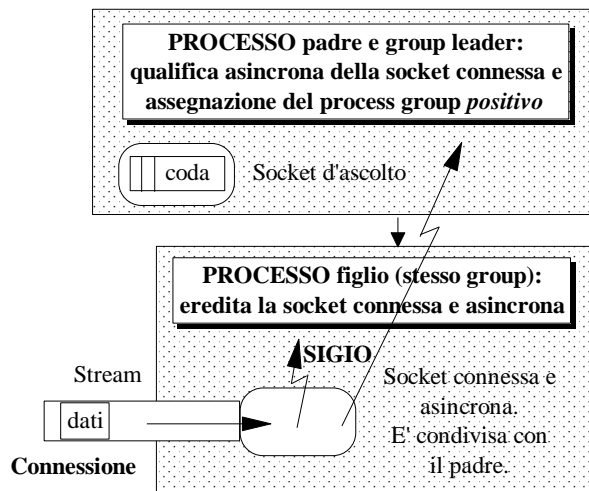 PROCESSO padre e group leader:
qualifica asincrona della socket connessa e
assegnazione del process group positivo
coda
Socket d'ascolto
PROCESSO figlio (stesso group):
eredita la socket connessa e asincrona
SIGIO
Stream
dati
Connessione
Socket connessa e
asincrona.
E' condivisa con
il padre.